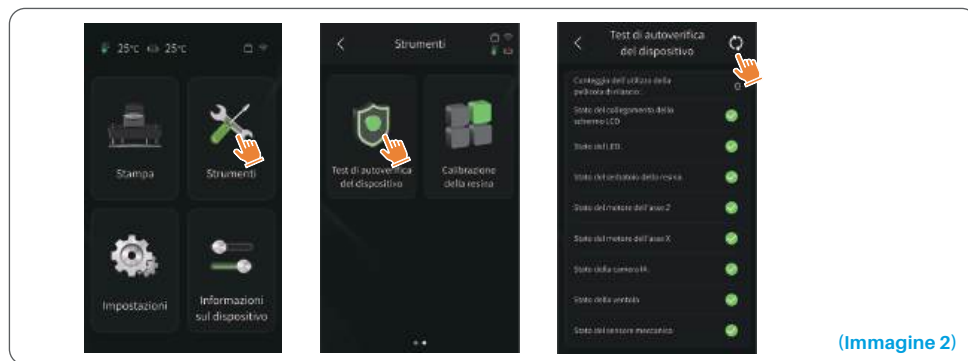 25°C 25°C
Stampa
Strumenti
Impostazioni
Informazioni
sul dispositivo
Strumenti
Test di autoverifica
del dispositivo
Calibrazione
della resina
Test di autoverifica
del dispositivo
Conteggio dell'utilizzo della
pellicola di rilascio:
0
Stato del collegamento dello
schermo LCD
Stato del LED
Stato del serbatoio della resina
Stato del motore dell'asse Z
Stato del motore dell'asse X
Stato della camera IA
Stato della ventola
Stato del sensore meccanico
(Immagine 2)